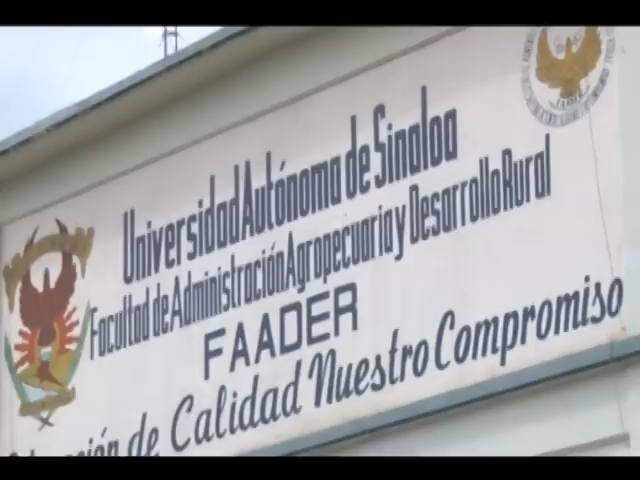 Universidad Autónoma de Sinaloa
Facultad de Administración Agropecuaria y Desarrollo Rural
FAADER
de Calidad Nuestro Compromiso